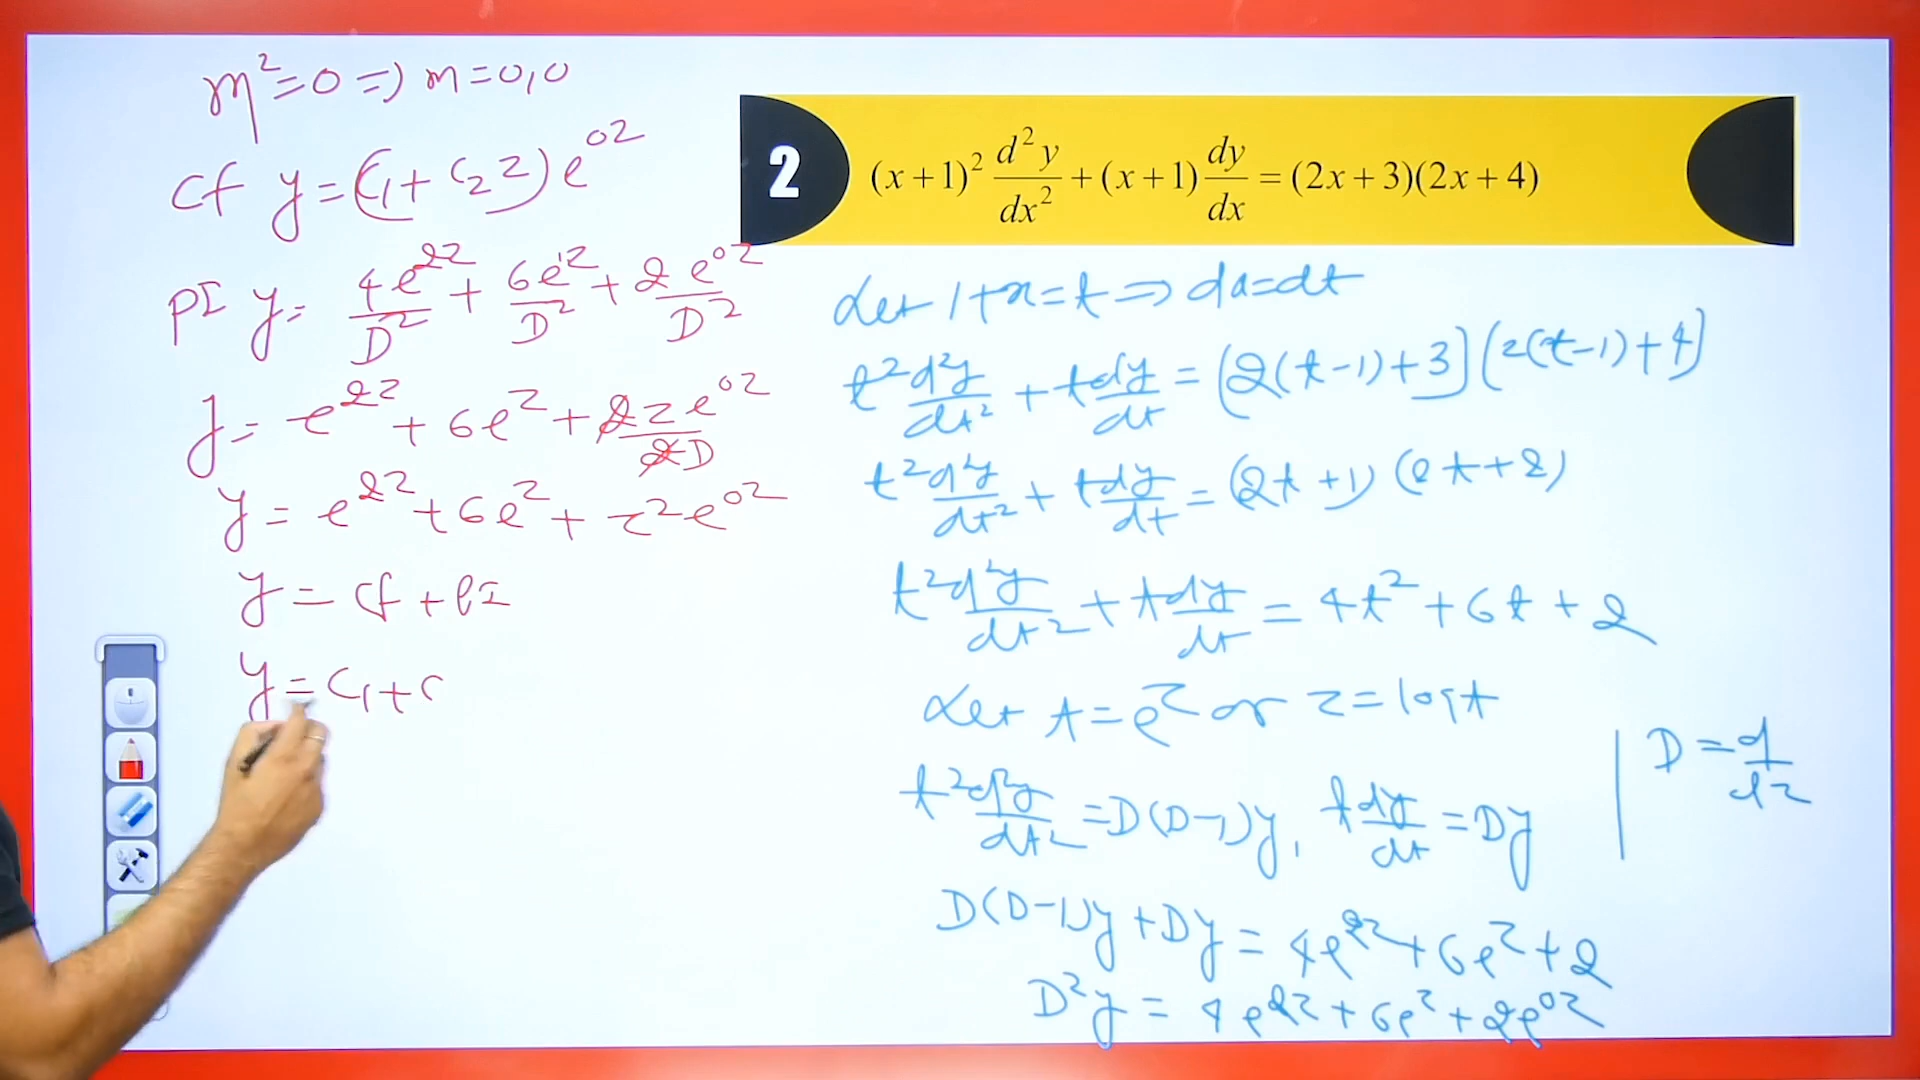 m²=0 => m=0,0
CF y=(C₁+C₂z)e⁰ᶻ
PI y= 4e²ᶻ/D² + 6e¹ᶻ/D² + 2e⁰ᶻ/D²
y= e²ᶻ + 6eᶻ + 2ze⁰ᶻ/2D
y= e²ᶻ+6eᶻ+z²e⁰ᶻ
y = CF + PI
y=C₁+C
2 (x+1)² d²y/dx² + (x+1) dy/dx = (2x+3)(2x+4)
Let 1+x=t => dx=dt
t² d²y/dt² + t dy/dt = (2(t-1)+3)(2(t-1)+4)
t² d²y/dt² + t dy/dt = (2t+1)(2t+2)
t² d²y/dt² + t dy/dt = 4t²+6t+2
Let t=eᶻ or z=logt
t² d²y/dt² =D(D-1)y, t dy/dt =Dy
D = d/dz
D(D-1)y+Dy = 4e²ᶻ+6eᶻ+2
D²y = 4e²ᶻ+6eᶻ+2e⁰ᶻ